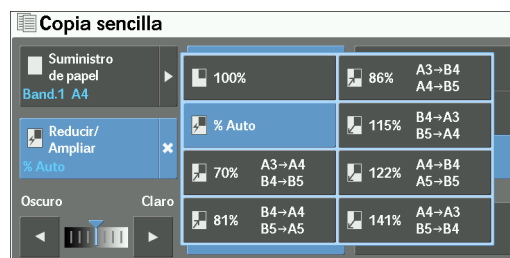 Copia sencilla
Suministro
de papel
Band.1 A4
Reducir/
Ampliar
% Auto
Oscuro Claro
100%
% Auto
70% A3→A4
B4→B5
81% B4→A4
B5→A5
86% A3→B4
A4→B5
115% B4→A3
B5→A4
122% A4→B4
A5→B5
141% A4→A3
B5→B4